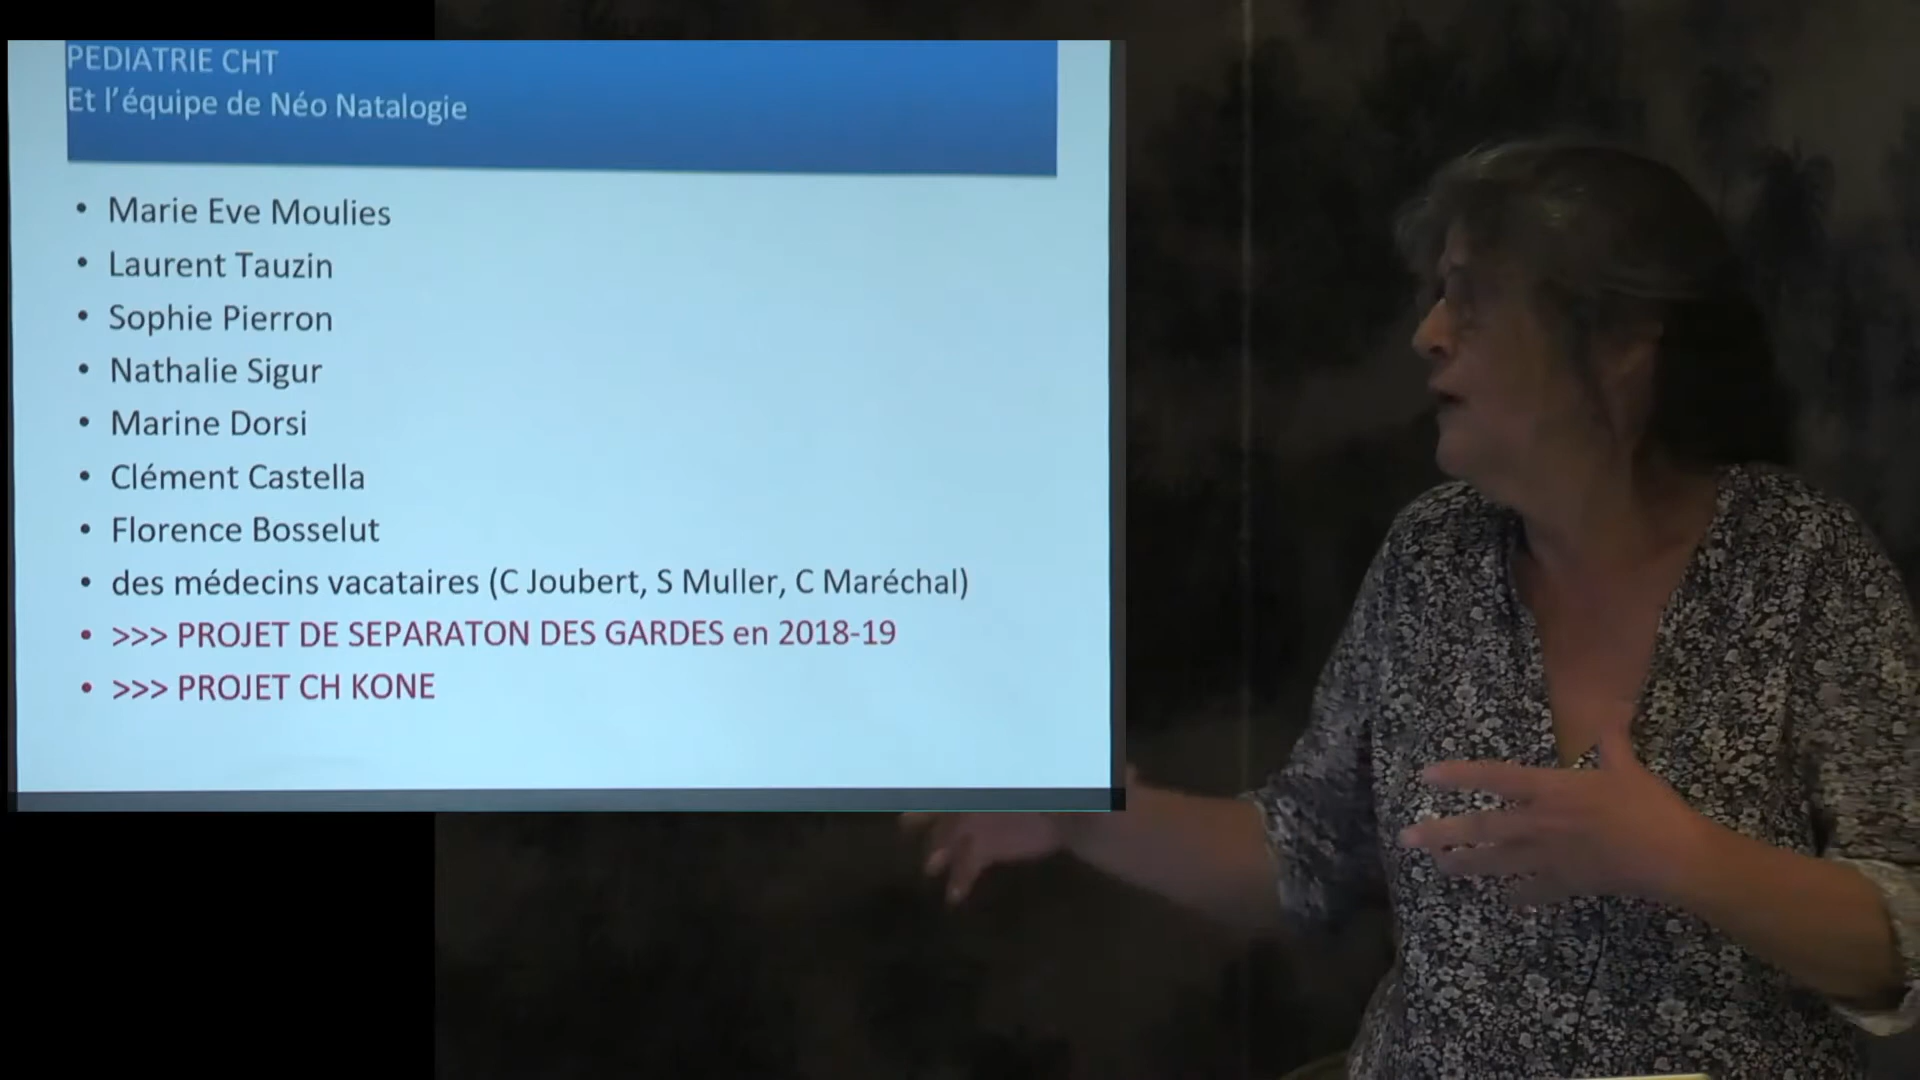 PEDIATRIE CHT
Et l'équipe de Néo Natalogie
• Marie Eve Moulies
• Laurent Tauzin
• Sophie Pierron
• Nathalie Sigur
• Marine Dorsi
• Clément Castella
• Florence Bosselut
• des médecins vacataires (C Joubert, S Muller, C Maréchal)
• >>> PROJET DE SEPARATON DES GARDES en 2018-19
• >>> PROJET CH KONE